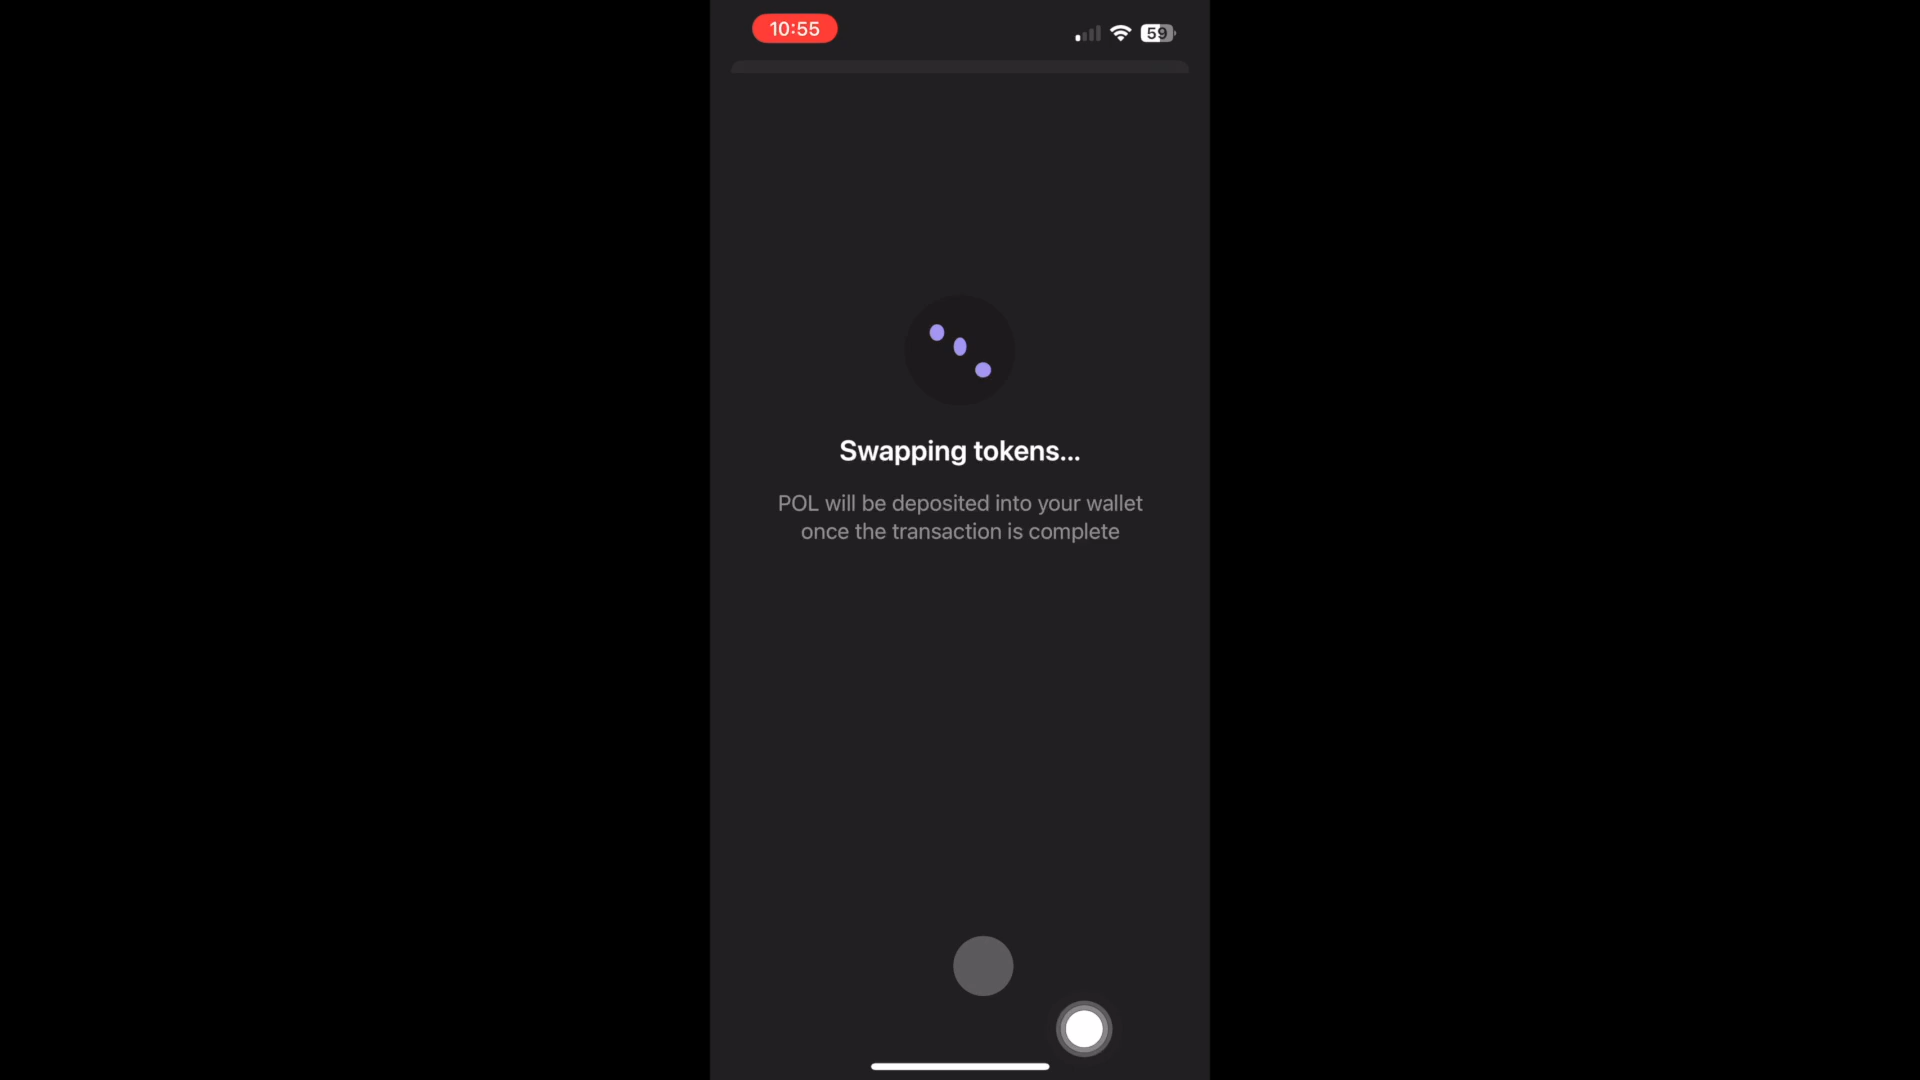 10:55
59
Swapping tokens...
POL will be deposited into your wallet
once the transaction is complete